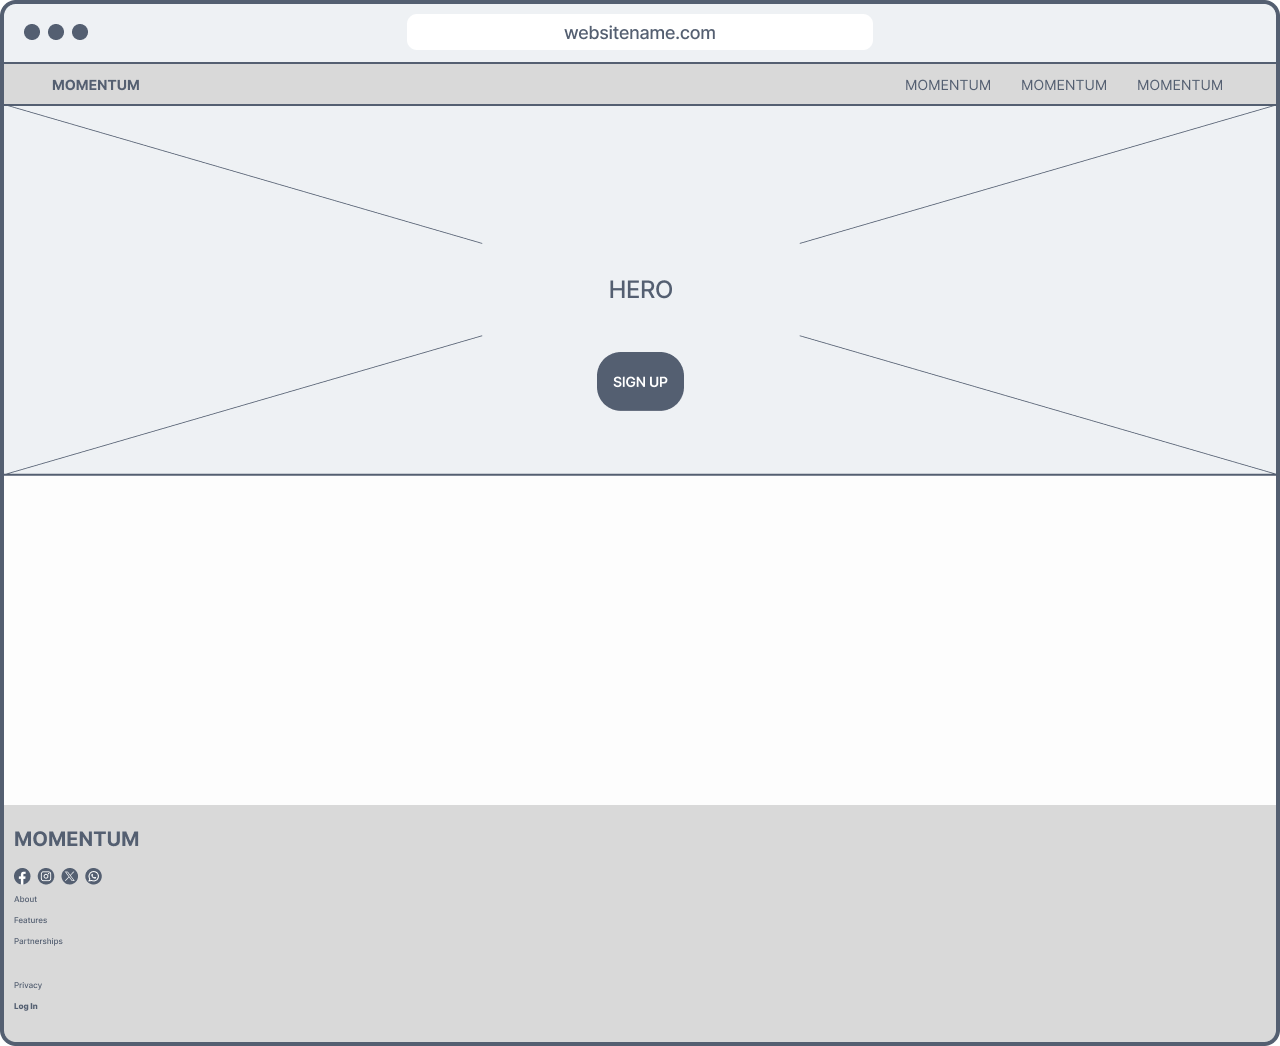 websitename.com
MOMENTUM MOMENTUM MOMENTUM MOMENTUM
HERO
SIGN UP
MOMENTUM
About
Features
Partnerships
Privacy
Log In